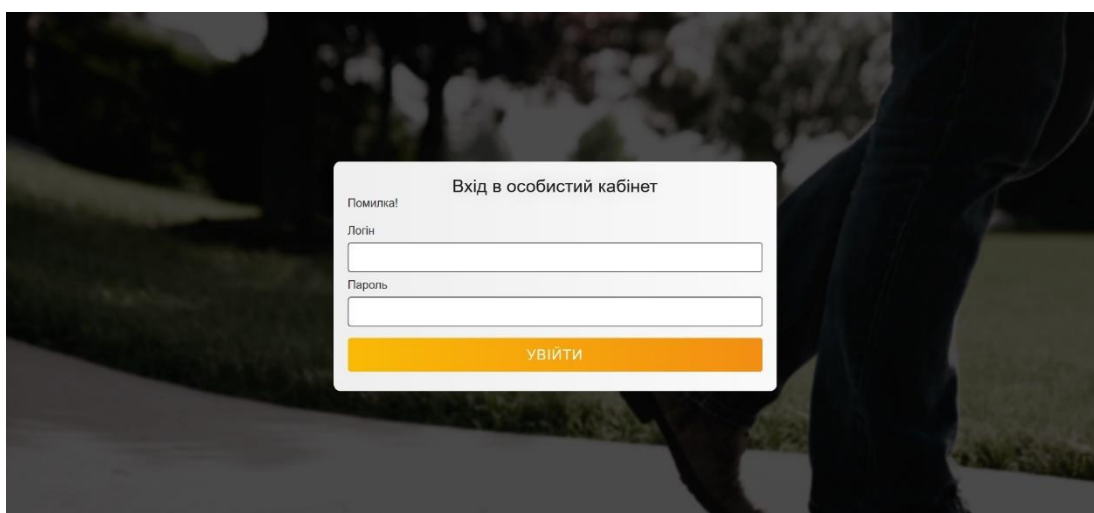 Вхід в особистий кабінет
Помилка!
Логін
Пароль
УВІЙТИ